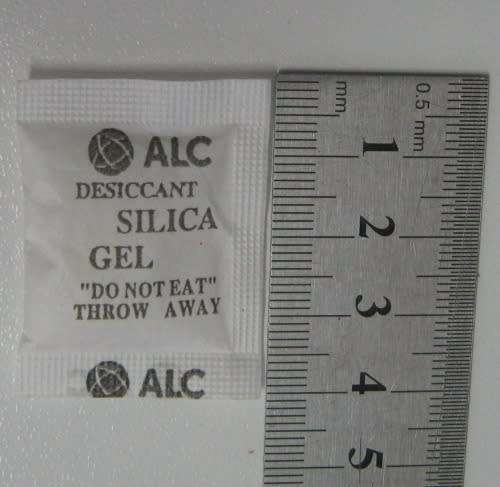 ALC
DESICCANT
SILICA
GEL
"DO NOT EAT"
THROW AWAY
ALC
mm
0.5 mm
1
2
3
4
5